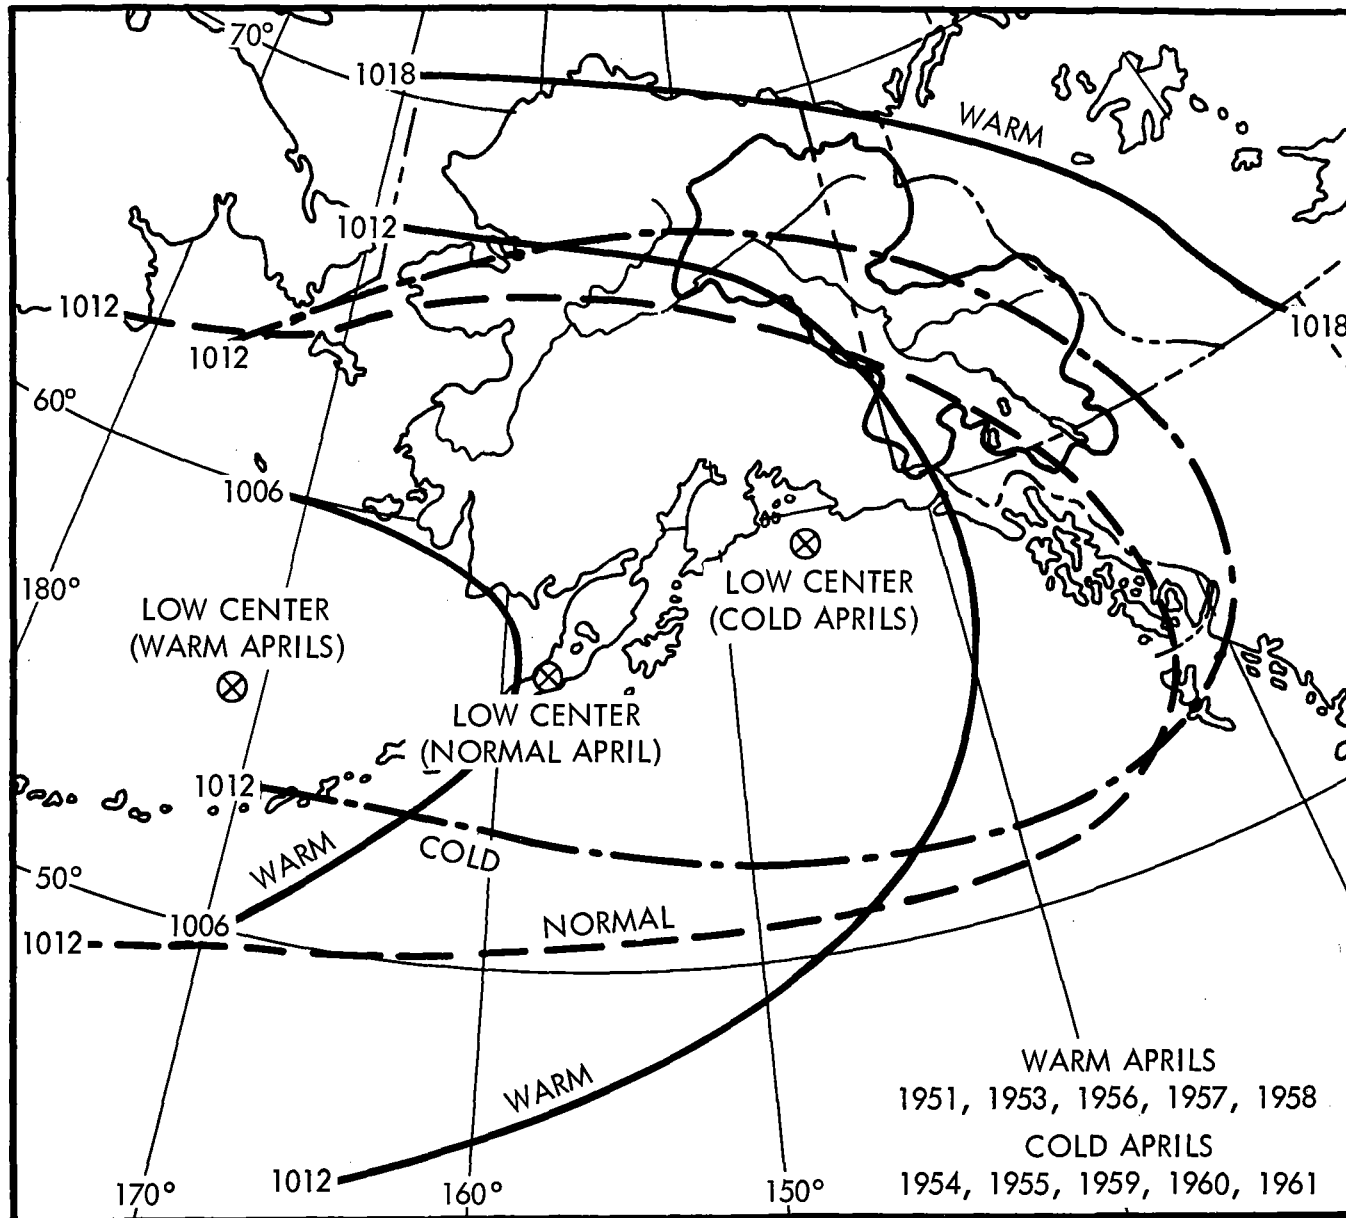 70°
1018
WARM
1012
1012
1012
1018
60°
1006
180°
LOW CENTER
(WARM APRILS)
LOW CENTER
(COLD APRILS)
LOW CENTER
(NORMAL APRIL)
1012
WARM
COLD
50°
1006
1012
NORMAL
WARM
1012
170°
160°
150°
WARM APRILS
1951, 1953, 1956, 1957, 1958
COLD APRILS
1954, 1955, 1959, 1960, 1961